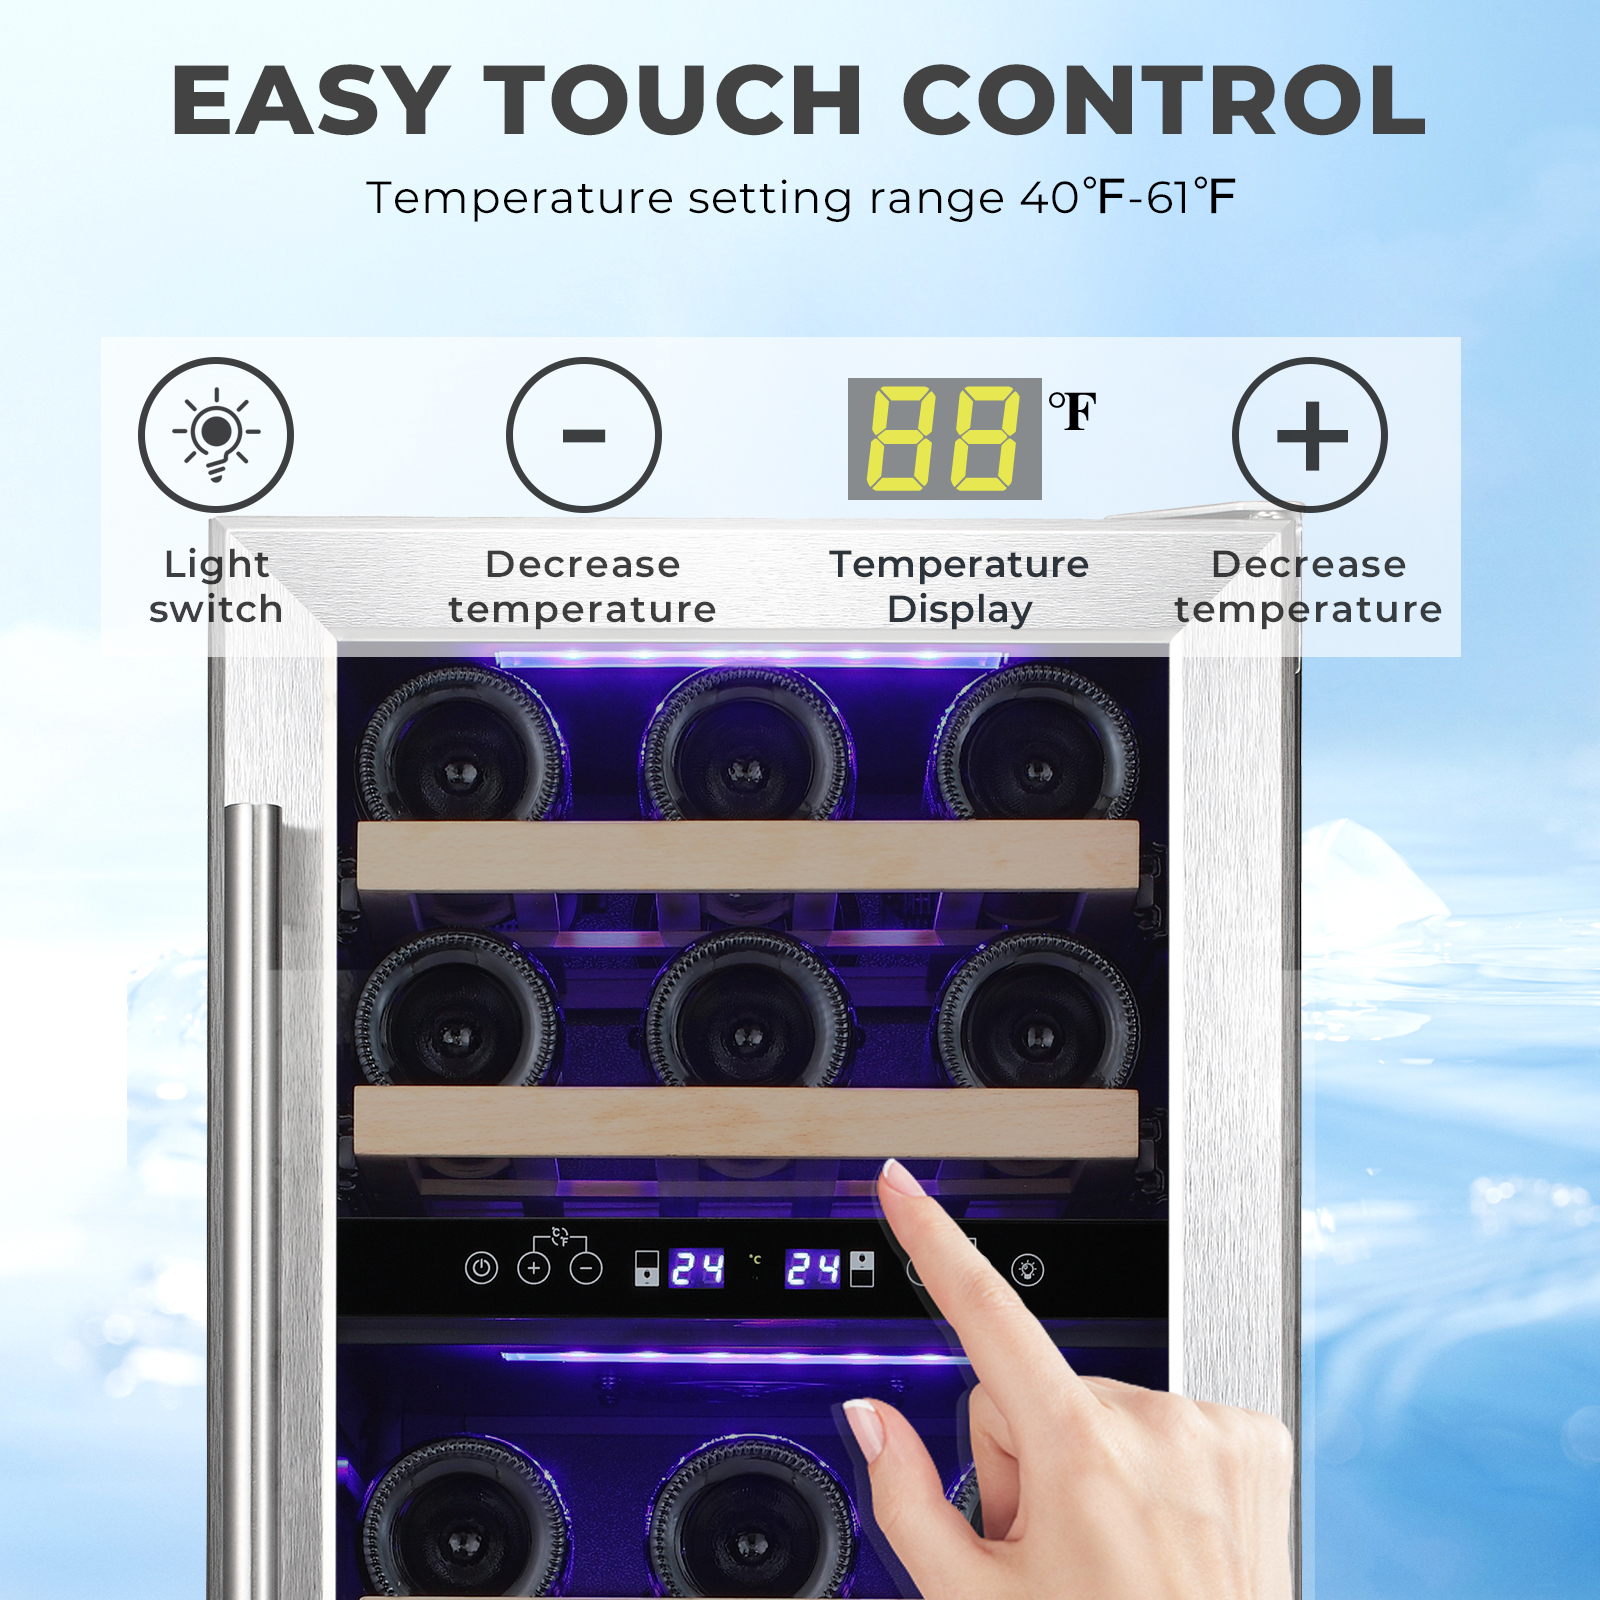 EASY TOUCH CONTROL
Temperature setting range 40°F-61°F
88 °F
Light
switch
Decrease
temperature
Temperature
Display
Decrease
temperature
°C °F
24 °C 24